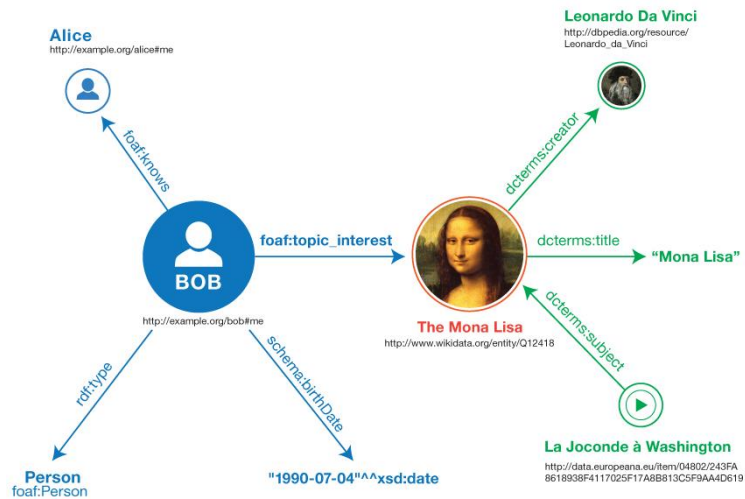 Alice
http://example.org/alice#me
Leonardo Da Vinci
http://dbpedia.org/resource/
Leonardo_da_Vinci
foaf:knows
dcterms:creator
BOB
foaf:topic_interest
dcterms:title
“Mona Lisa”
http://example.org/bob#me
The Mona Lisa
http://www.wikidata.org/entity/Q12418
dcterms:subject
rdf:type
schema:birthDate
La Joconde à Washington
http://data.europeana.eu/item/04802/243FA
8618938F4117025F17A8B813C5F9AA4D619
Person
foaf:Person
"1990-07-04"^^xsd:date